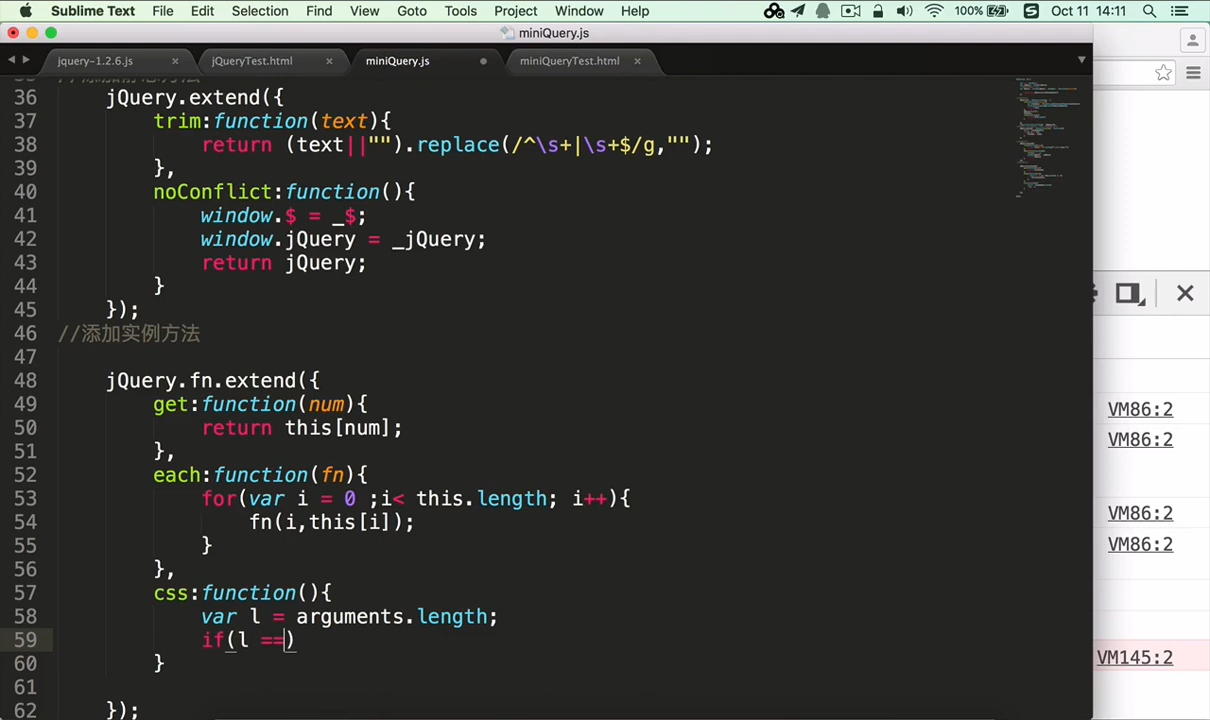 Sublime Text File Edit Selection Find View Goto Tools Project Window Help 100% Oct 11 14:11
miniQuery.js
jquery-1.2.6.js × jQueryTest.html × miniQuery.js miniQueryTest.html ×
36 jQuery.extend({
37 trim:function(text){
38 return (text||"").replace(/^\s+|\s+$/g,"");
39 },
40 noConflict:function(){
41 window.$ = _$;
42 window.jQuery = _jQuery;
43 return jQuery;
44 }
45 });
46 //添加实例方法
47
48 jQuery.fn.extend({
49 get:function(num){
50 return this[num];
51 },
52 each:function(fn){
53 for(var i = 0 ;i< this.length; i++){
54 fn(i,this[i]);
55 }
56 },
57 css:function(){
58 var l = arguments.length;
59 if(l ==)
60 }
61
62 });
VM86:2
VM86:2
VM86:2
VM86:2
VM145:2